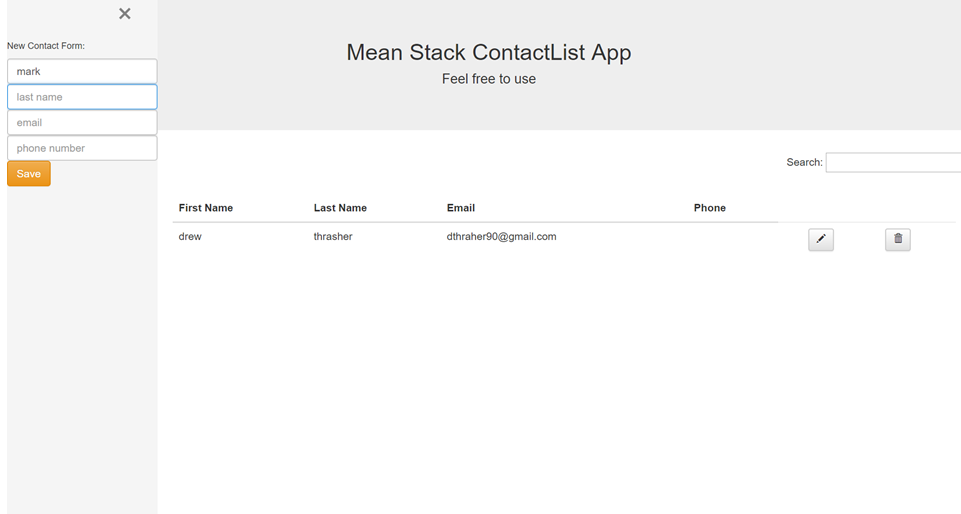 New Contact Form:
mark
last name
email
phone number
Save
Mean Stack ContactList App
Feel free to use
Search:
First Name Last Name Email Phone
drew thrasher dthraher90@gmail.com